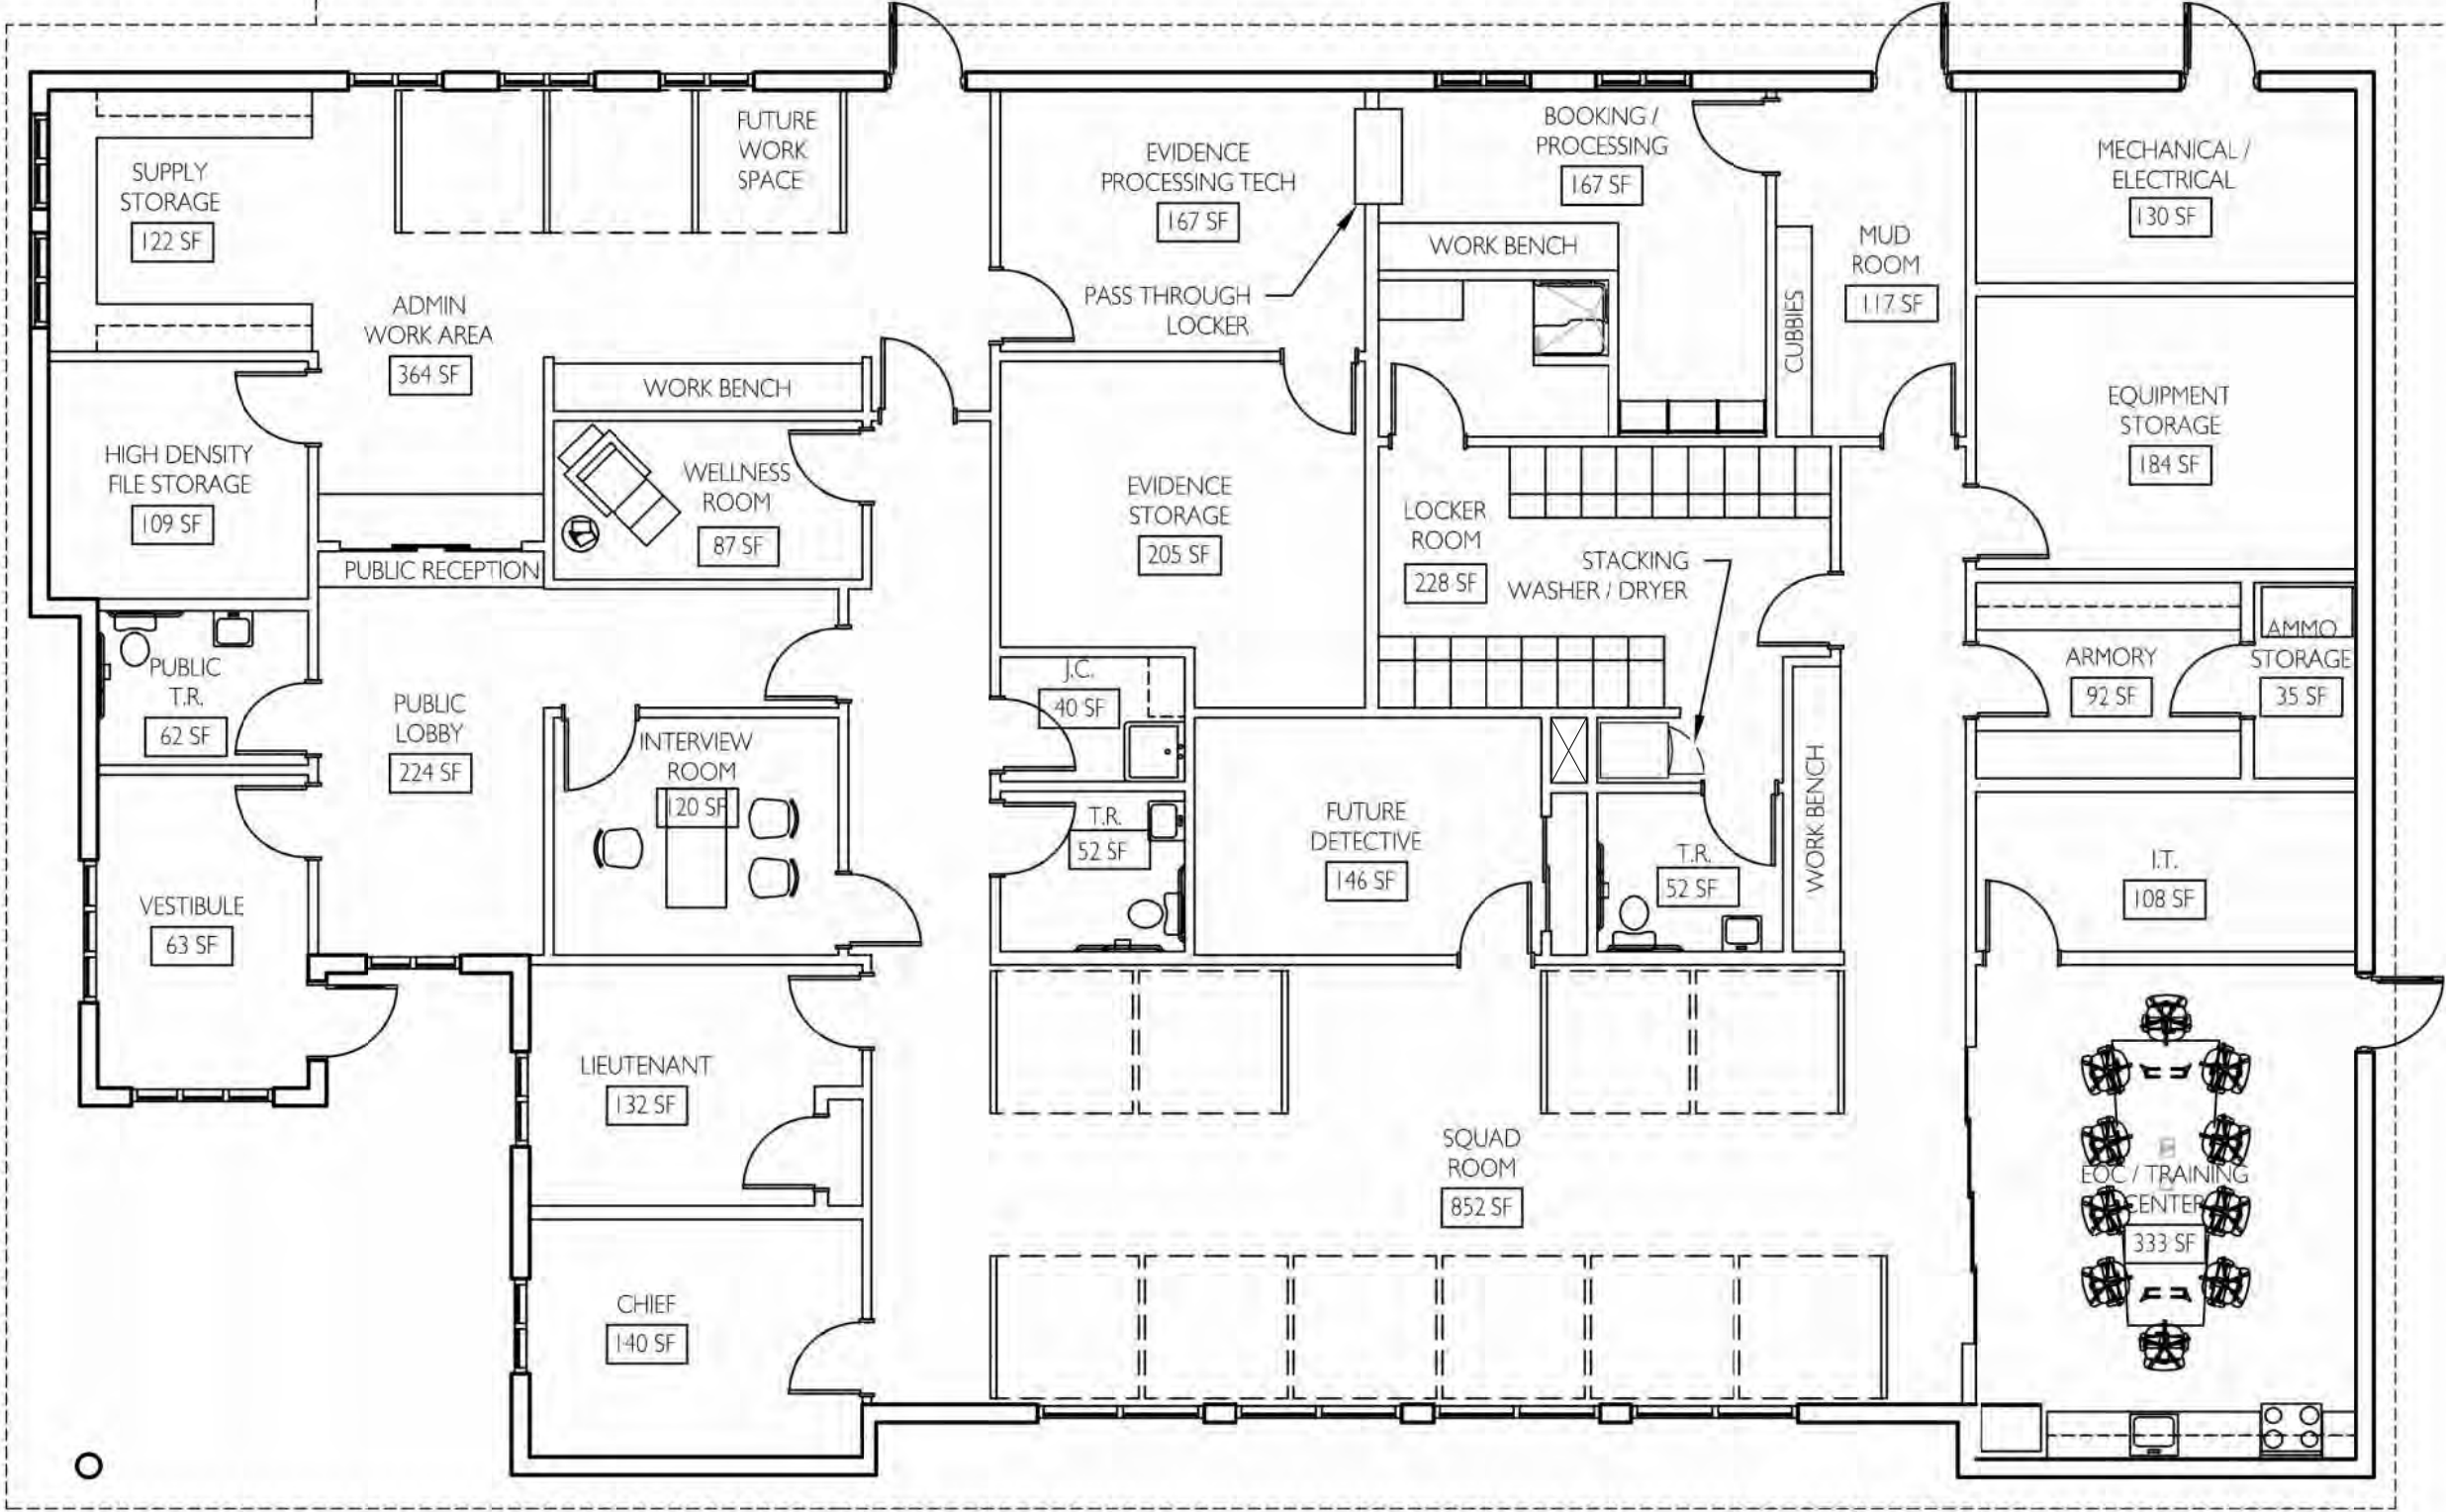 SUPPLY
STORAGE
122 SF
FUTURE
WORK
SPACE
ADMIN
WORK AREA
364 SF
WORK BENCH
EVIDENCE
PROCESSING TECH
167 SF
PASS THROUGH
LOCKER
BOOKING /
PROCESSING
167 SF
WORK BENCH
MUD
ROOM
117 SF
CUBBIES
MECHANICAL /
ELECTRICAL
130 SF
EQUIPMENT
STORAGE
184 SF
HIGH DENSITY
FILE STORAGE
109 SF
WELLNESS
ROOM
87 SF
PUBLIC RECEPTION
EVIDENCE
STORAGE
205 SF
LOCKER
ROOM
228 SF
STACKING
WASHER / DRYER
ARMORY
92 SF
AMMO
STORAGE
35 SF
PUBLIC
T.R.
62 SF
PUBLIC
LOBBY
224 SF
INTERVIEW
ROOM
120 SF
J.C.
40 SF
T.R.
52 SF
FUTURE
DETECTIVE
146 SF
T.R.
52 SF
WORK BENCH
I.T.
108 SF
VESTIBULE
63 SF
LIEUTENANT
132 SF
CHIEF
140 SF
SQUAD
ROOM
852 SF
EOC / TRAINING
CENTER
333 SF